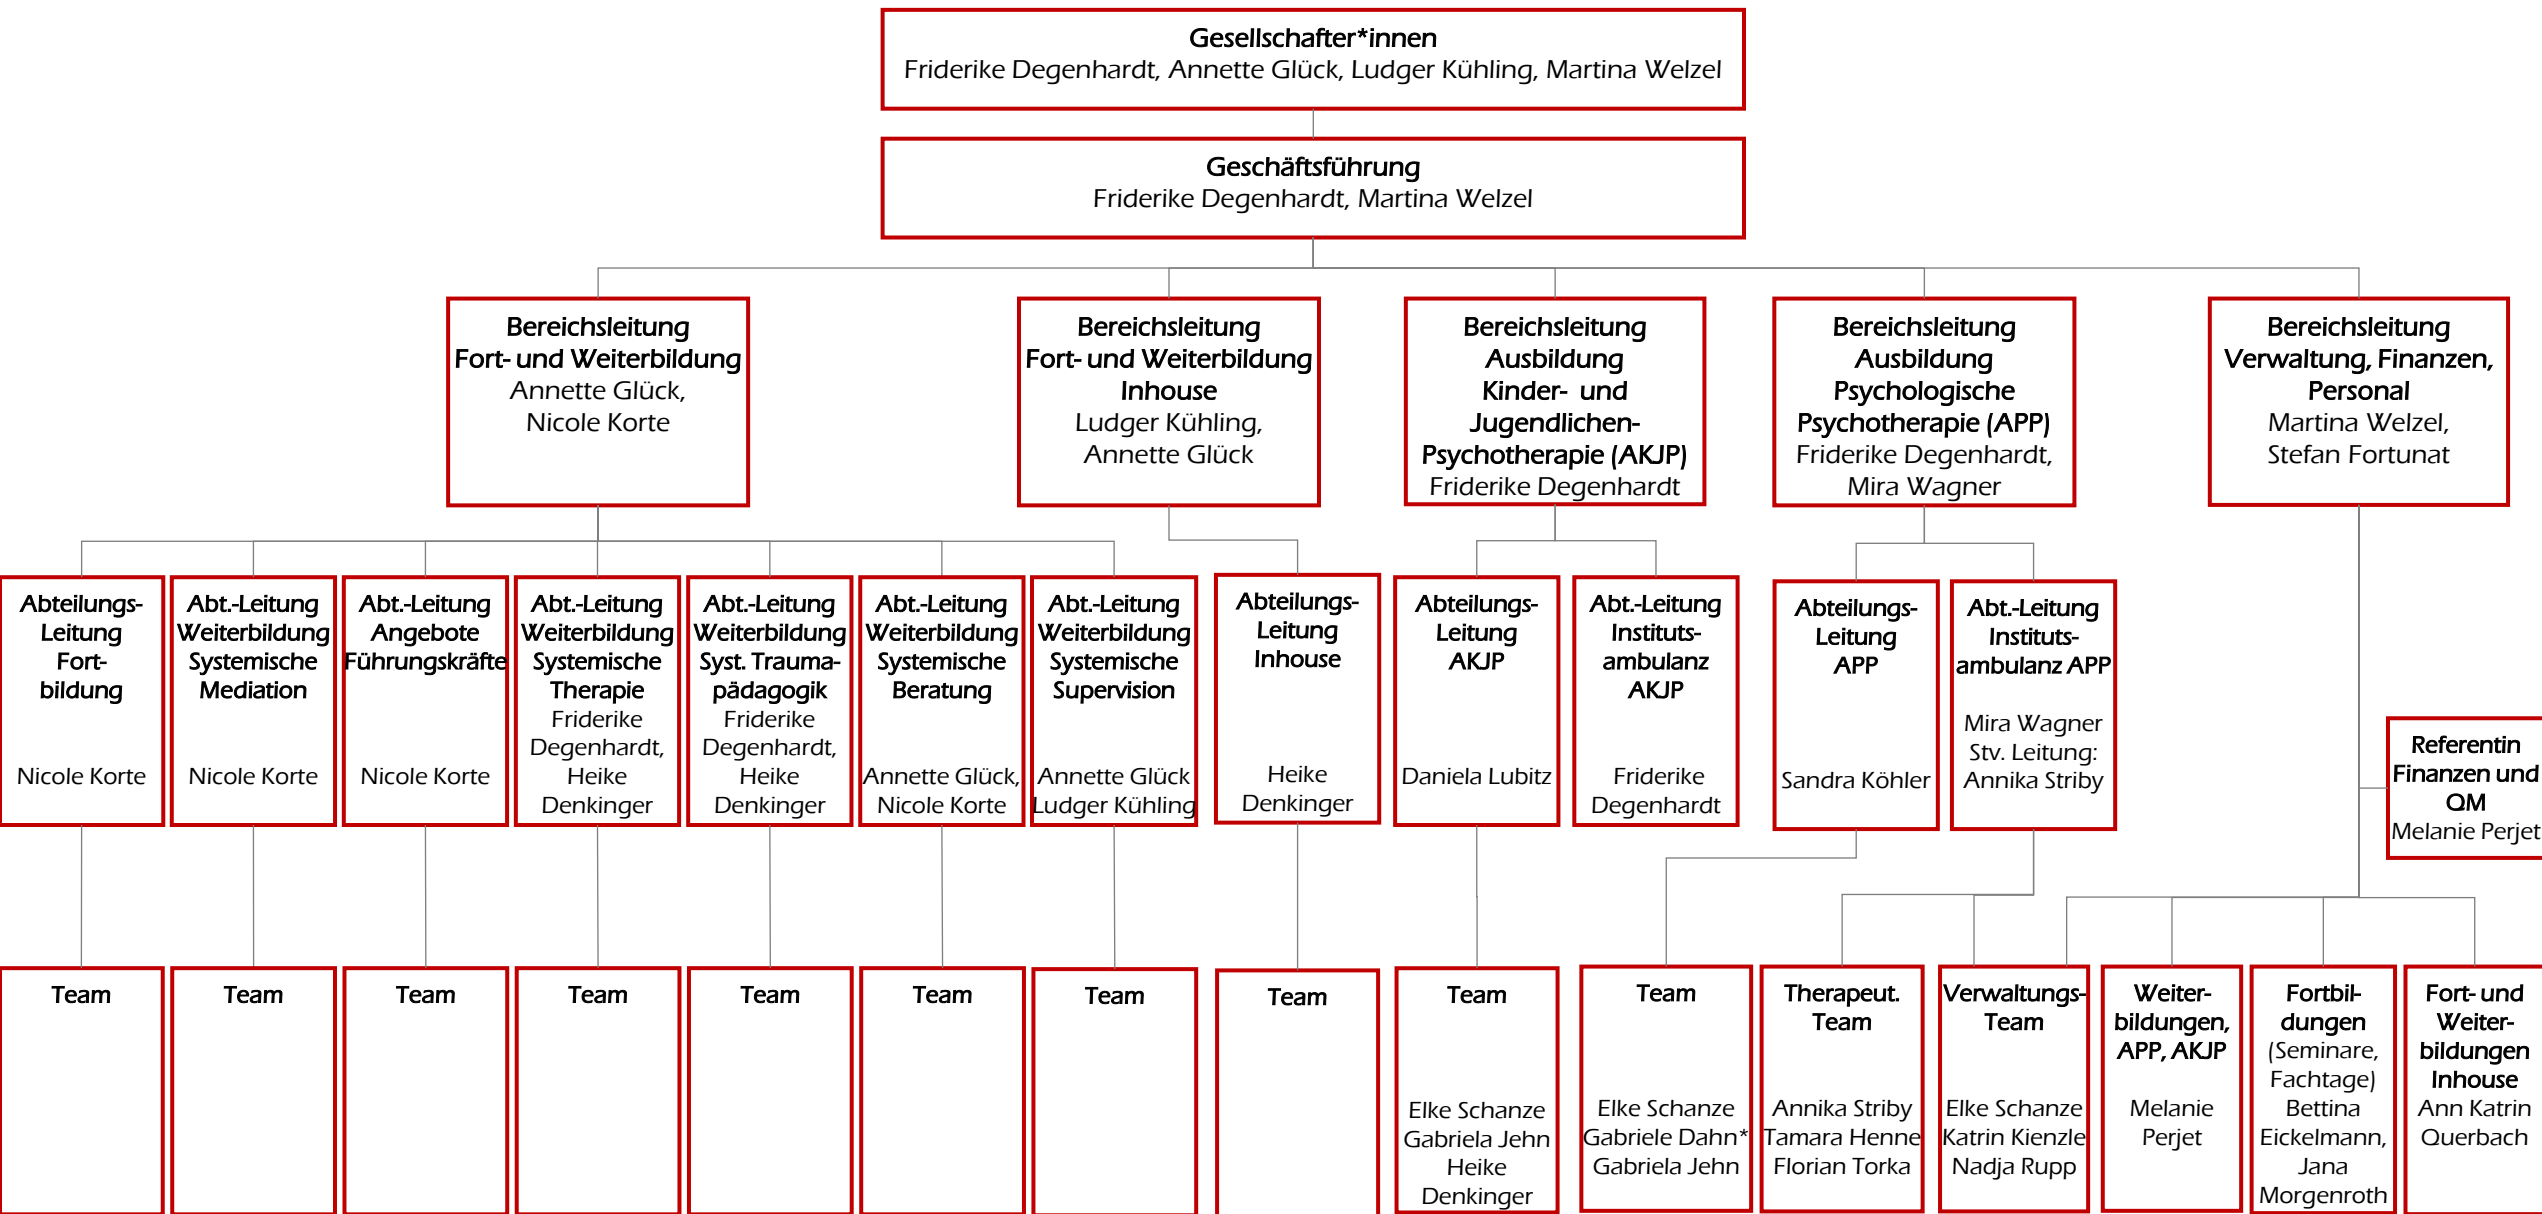 Gesellschafter*innen
Friderike Degenhardt, Annette Glück, Ludger Kühling, Martina Welzel
Geschäftsführung
Friderike Degenhardt, Martina Welzel
Bereichsleitung
Fort- und Weiterbildung
Annette Glück,
Nicole Korte
Bereichsleitung
Fort- und Weiterbildung
Inhouse
Ludger Kühling,
Annette Glück
Bereichsleitung
Ausbildung
Kinder- und
Jugendlichen-
Psychotherapie (AKJP)
Friderike Degenhardt
Bereichsleitung
Ausbildung
Psychologische
Psychotherapie (APP)
Friderike Degenhardt,
Mira Wagner
Bereichsleitung
Verwaltung, Finanzen,
Personal
Martina Welzel,
Stefan Fortunat
Abteilungs-
Leitung
Fort-
bildung
Nicole Korte
Abt.-Leitung
Weiterbildung
Systemische
Mediation
Nicole Korte
Abt.-Leitung
Angebote
Führungskräfte
Nicole Korte
Abt.-Leitung
Weiterbildung
Systemische
Therapie
Friderike
Degenhardt,
Heike
Denkinger
Abt.-Leitung
Weiterbildung
Syst. Trauma-
pädagogik
Friderike
Degenhardt,
Heike
Denkinger
Abt.-Leitung
Weiterbildung
Systemische
Beratung
Annette Glück,
Nicole Korte
Abt.-Leitung
Weiterbildung
Systemische
Supervision
Annette Glück
Ludger Kühling
Abteilungs-
Leitung
Inhouse
Heike
Denkinger
Abteilungs-
Leitung
AKJP
Daniela Lubitz
Abt.-Leitung
Instituts-
ambulanz
AKJP
Friderike
Degenhardt
Abteilungs-
Leitung
APP
Sandra Köhler
Abt.-Leitung
Instituts-
ambulanz APP
Mira Wagner
Stv. Leitung:
Annika Striby
Referentin
Finanzen und
QM
Melanie Perjet
Team
Team
Team
Team
Team
Team
Team
Team
Team
Elke Schanze
Gabriela Jehn
Heike
Denkinger
Team
Elke Schanze
Gabriele Dahn*
Gabriela Jehn
Therapeut.
Team
Annika Striby
Tamara Henne
Florian Torka
Verwaltungs-
Team
Elke Schanze
Katrin Kienzle
Nadja Rupp
Weiter-
bildungen,
APP, AKJP
Melanie
Perjet
Fortbil-
dungen
(Seminare,
Fachtage)
Bettina
Eickelmann,
Jana
Morgenroth
Fort- und
Weiter-
bildungen
Inhouse
Ann Katrin
Querbach